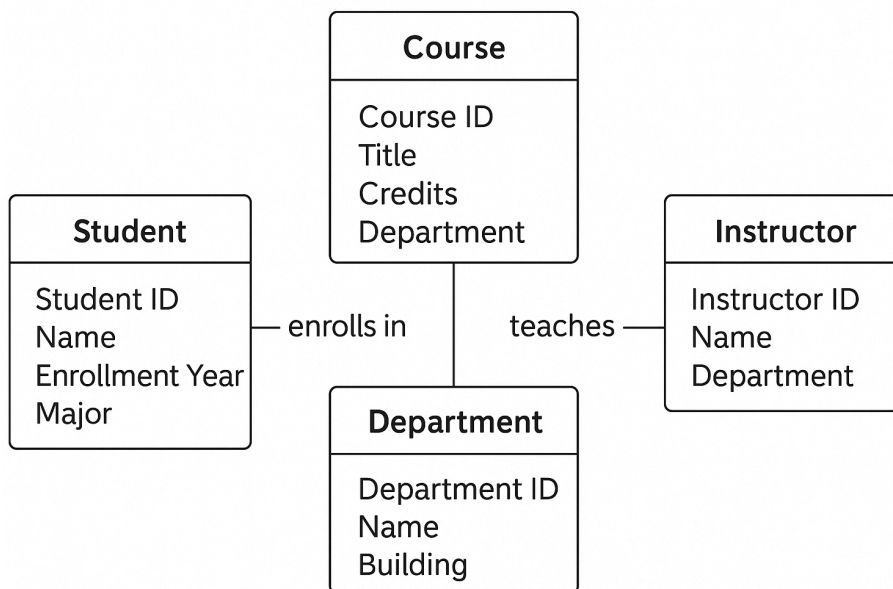 Course
Course ID
Title
Credits
Department
Student
Student ID
Name
Enrollment Year
Major
enrolls in
teaches
Instructor
Instructor ID
Name
Department
Department
Department ID
Name
Building